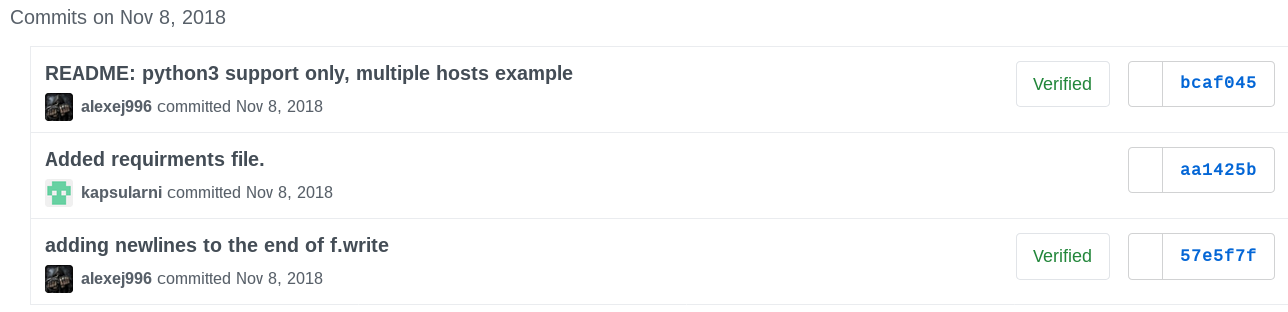 Commits on Nov 8, 2018
README: python3 support only, multiple hosts example
Verified
bcaf045
alexej996 committed Nov 8, 2018
Added requirments file.
aa1425b
kapsularni committed Nov 8, 2018
adding newlines to the end of f.write
Verified
57e5f7f
alexej996 committed Nov 8, 2018